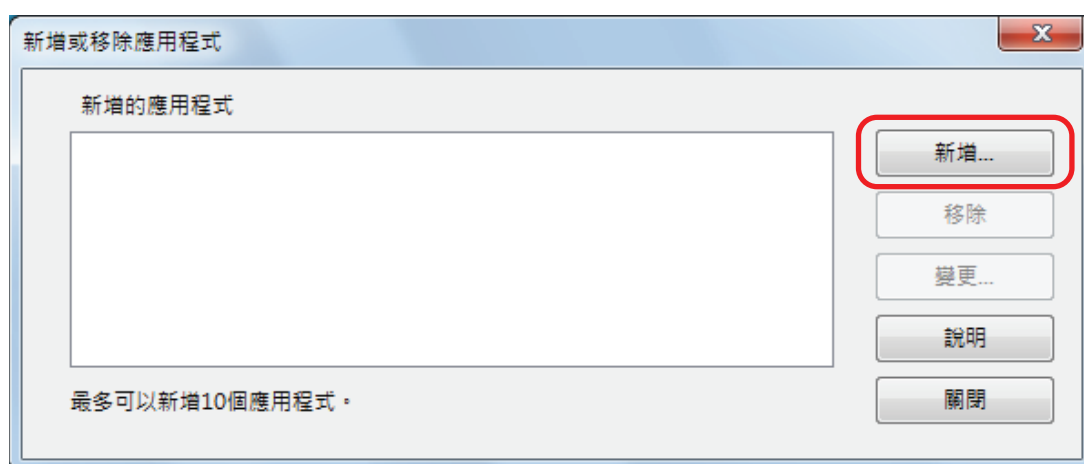 新增或移除應用程式
新增的應用程式
新增...
移除
變更...
說明
關閉
最多可以新增10個應用程式。